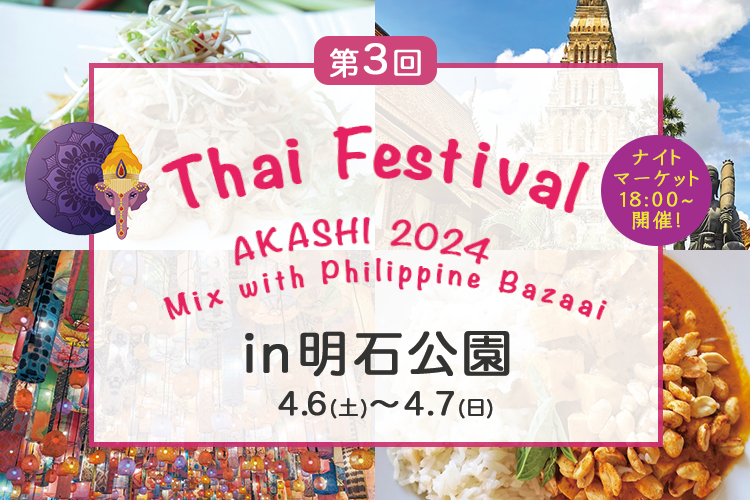 第3回
Thai Festival
AKASHI 2024
Mix with Philippine Bazaai
in明石公園
4.6(土)〜4.7(日)
ナイト
マーケット
18:00~
開催!